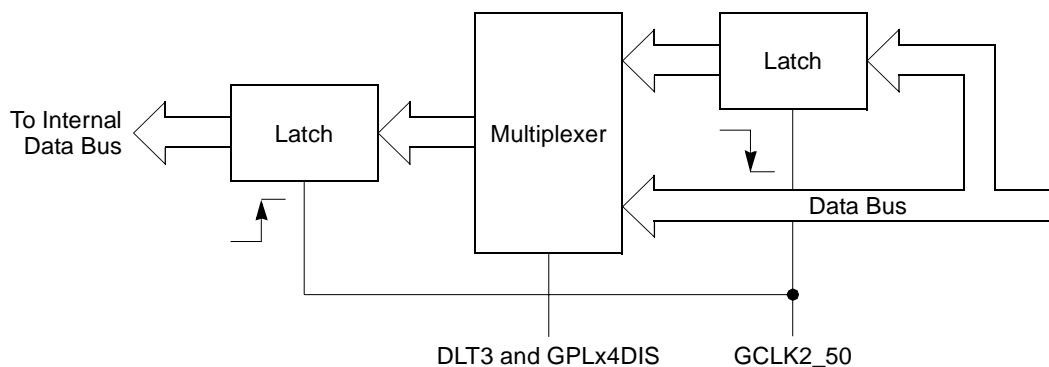 Latch
To Internal
Data Bus
Latch
Multiplexer
Data Bus
DLT3 and GPLx4DIS
GCLK2_50